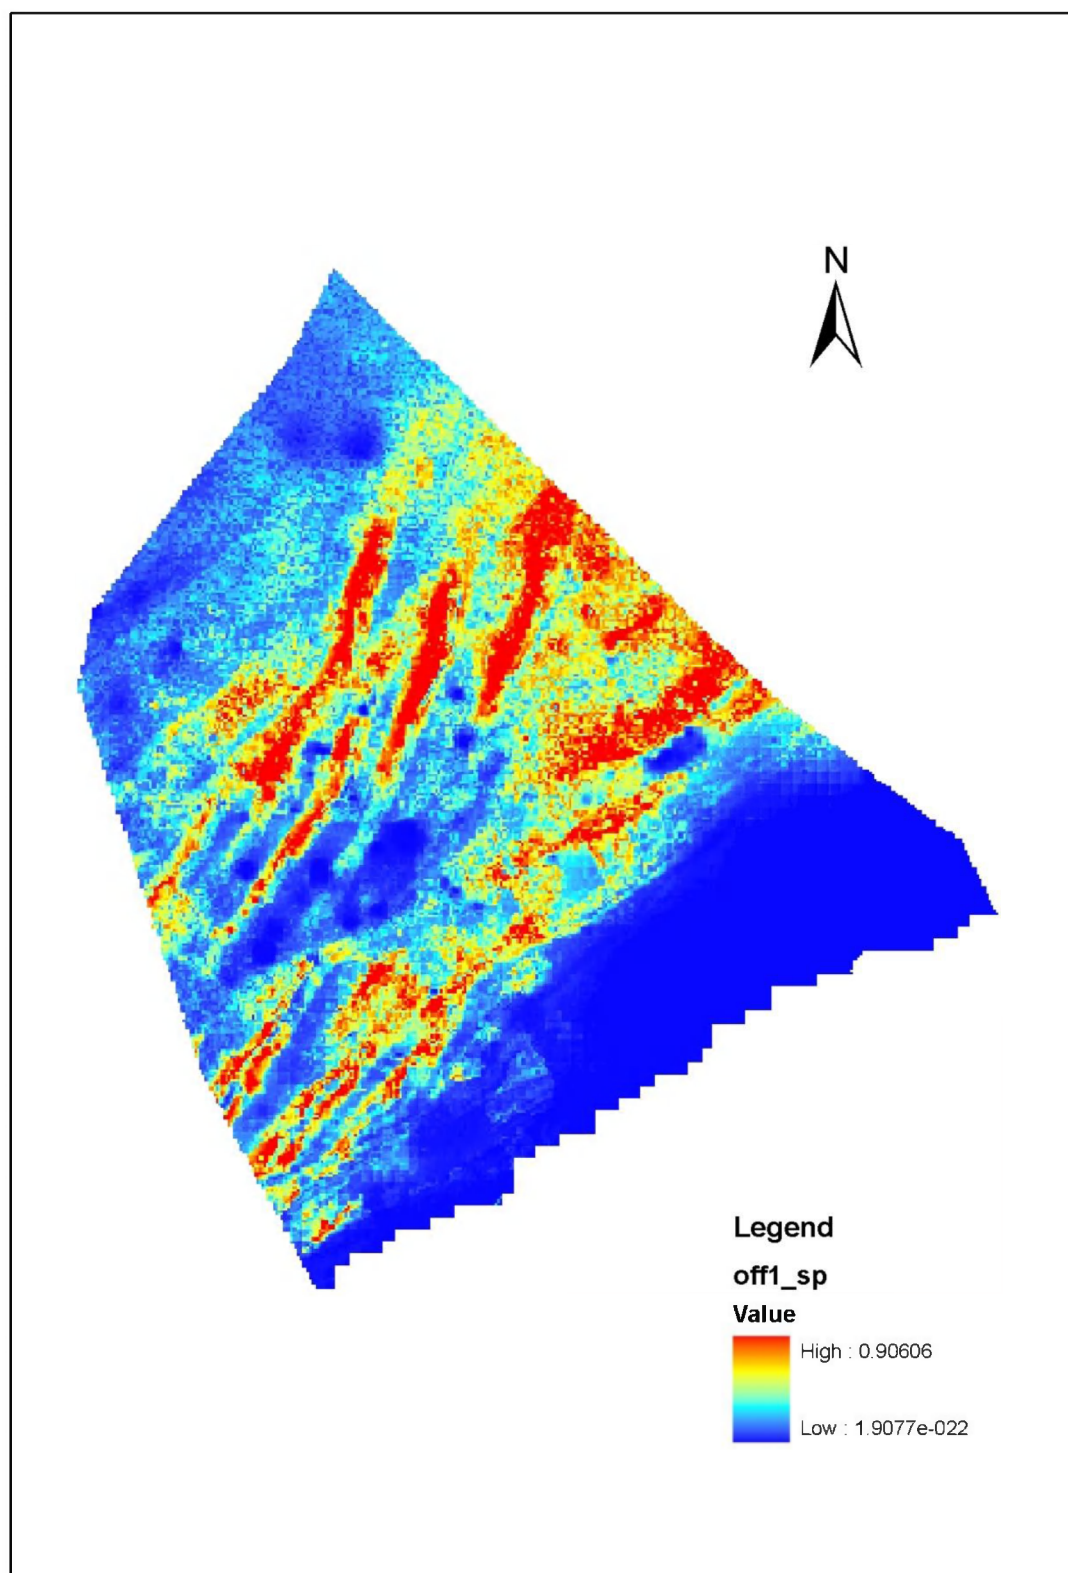 N
Legend
off1_sp
Value
High : 0.90606
Low : 1.9077e-022